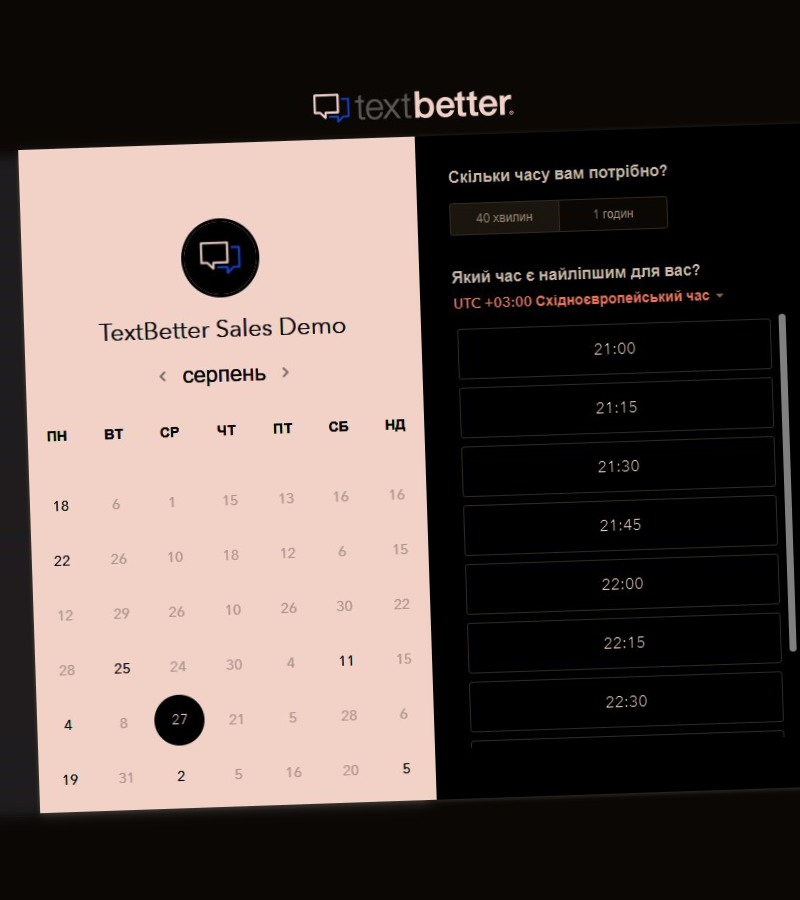 textbetter.
TextBetter Sales Demo
серпень
ПН ВТ СР ЧТ ПТ СБ НД
18 6 1 15 13 16 16
22 26 10 18 12 6 15
12 29 26 10 26 30 22
28 25 24 30 4 11 15
4 8 27 21 5 28 6
19 31 2 5 16 20 5
Скільки часу вам потрібно?
40 хвилин 1 годин
Який час є найліпшим для вас?
UTC +03:00 Східноєвропейський час
21:00
21:15
21:30
21:45
22:00
22:15
22:30